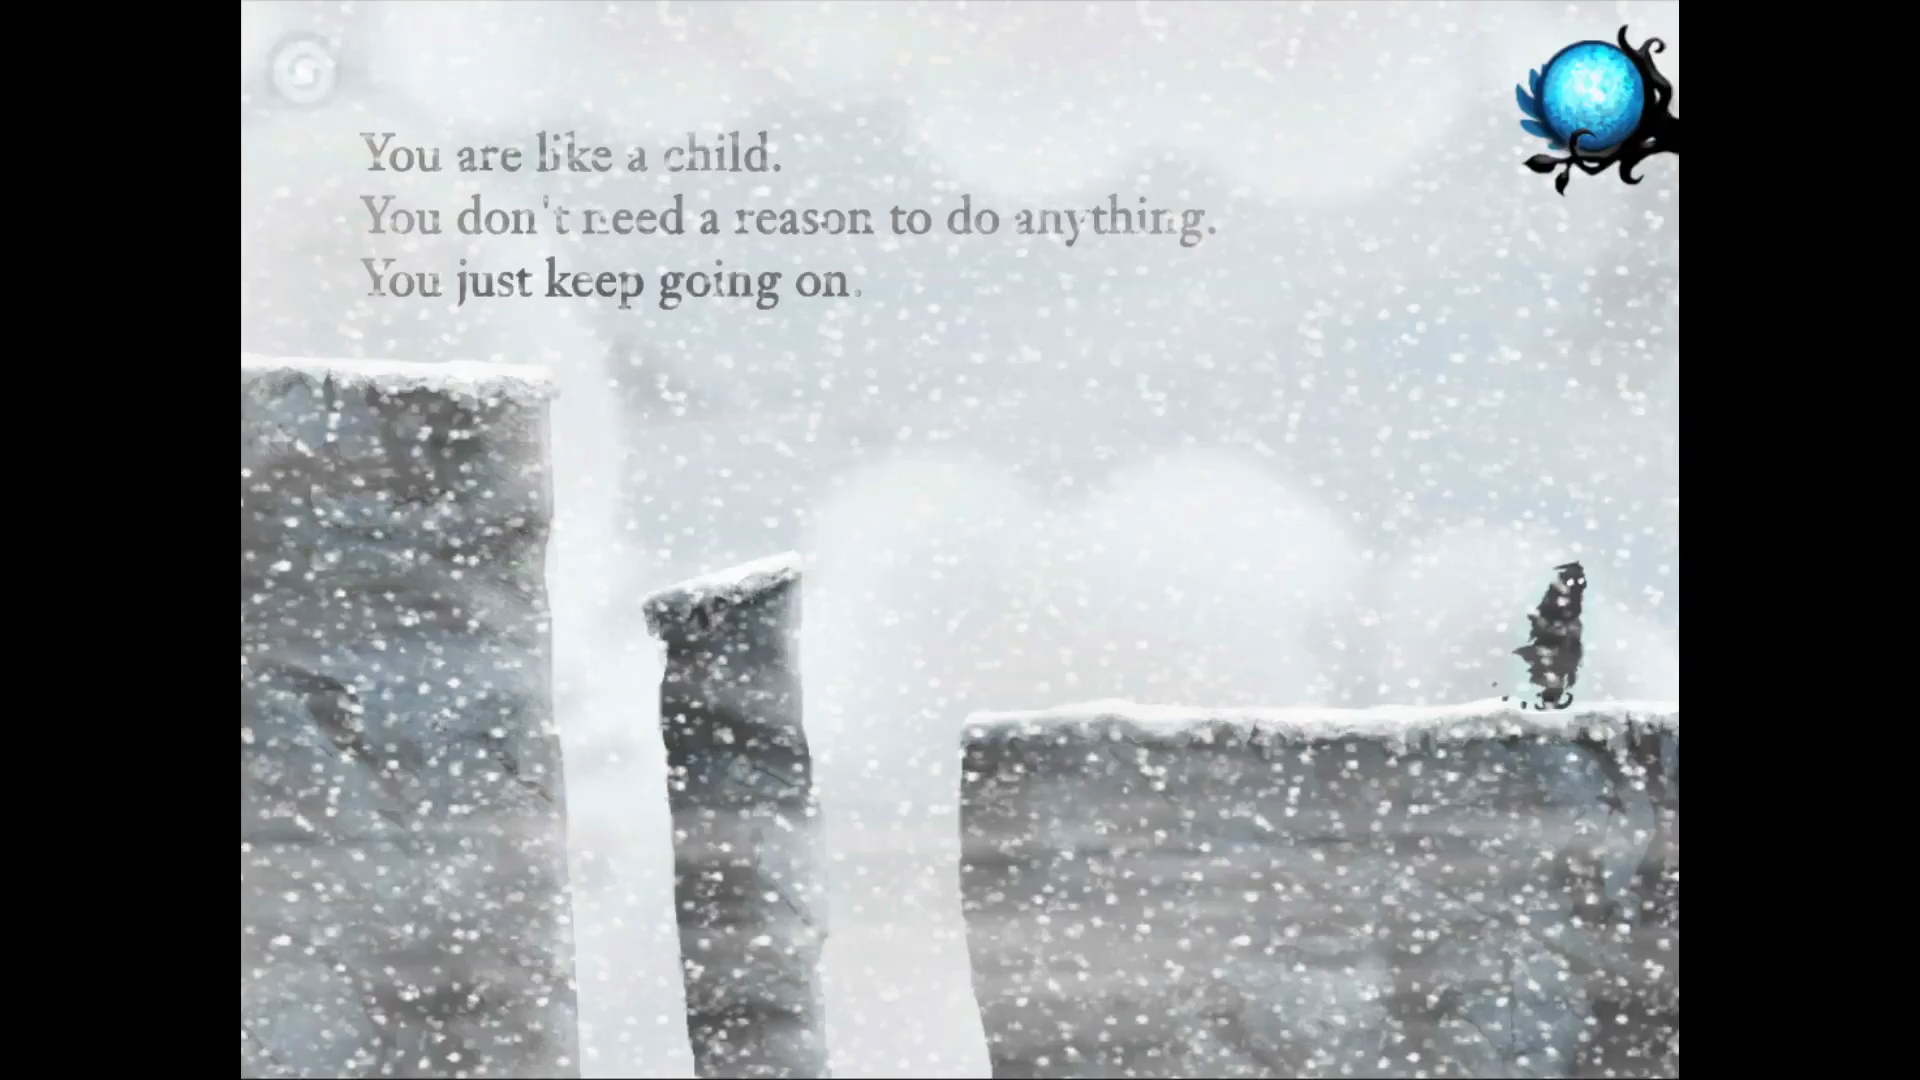 You are like a child.
You don't need a reason to do anything.
You just keep going on.